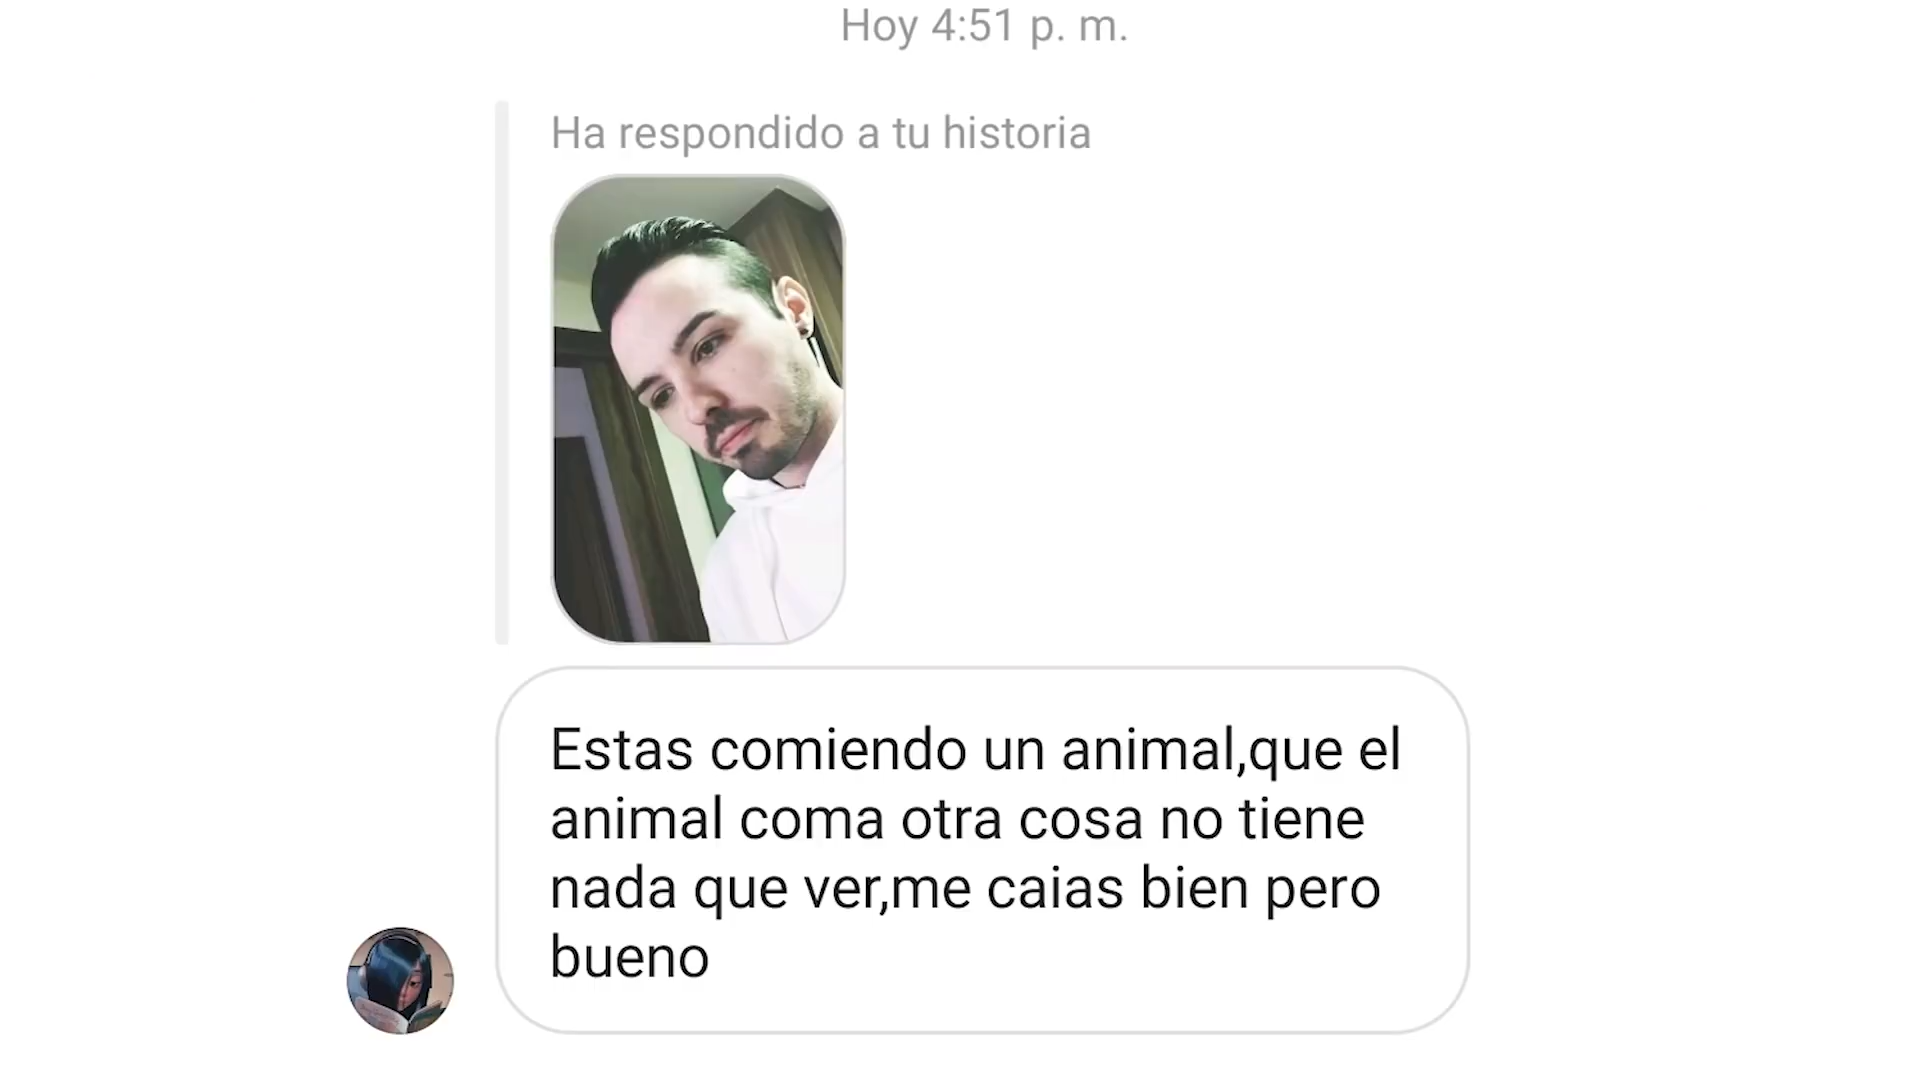 Hoy 4:51 p. m.
Ha respondido a tu historia
Estas comiendo un animal,que el
animal coma otra cosa no tiene
nada que ver,me caias bien pero
bueno